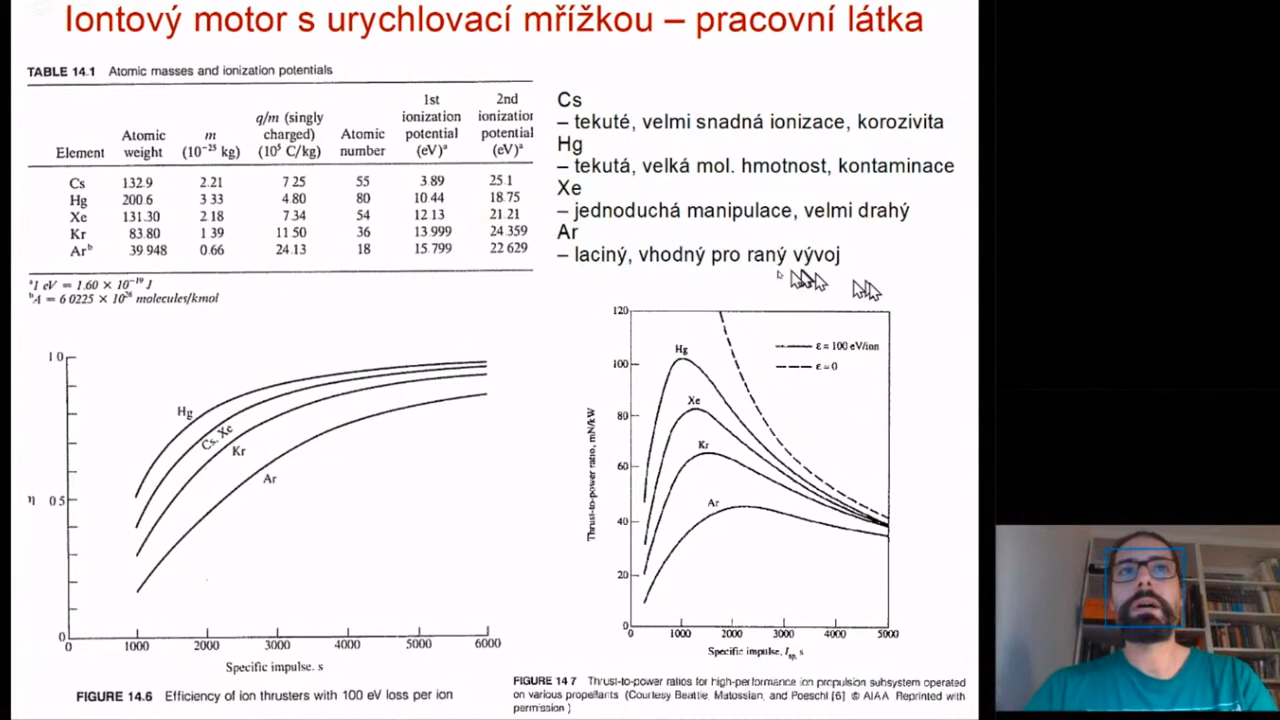 Iontový motor s urychlovací mřížkou – pracovní látka
TABLE 14.1 Atomic masses and ionization potentials
Element
Atomic weight
m (10⁻²⁵ kg)
q/m (singly charged) (10⁵ C/kg)
Atomic number
1st ionization potential (eV)ᵃ
2nd ionization potential (eV)ᵃ
Cs 132.9 2.21 7 25 55 3.89 25.1
Hg 200.6 3 33 4.80 80 10.44 18.75
Xe 131.30 2.18 7.34 54 12.13 21.21
Kr 83.80 1 39 11 50 36 13 999 24 359
Arᵇ 39 948 0.66 24.13 18 15.799 22 629
ᵃ1 eV = 1.60 × 10⁻¹⁹ J
ᵇA = 6 0225 × 10²⁶ molecules/kmol
Cs
– tekuté, velmi snadná ionizace, korozivita
Hg
– tekutá, velká mol. hmotnost, kontaminace
Xe
– jednoduchá manipulace, velmi drahý
Ar
– laciný, vhodný pro raný vývoj
1 0
η 0 5
0
Hg
Cs, Xe
Kr
Ar
0 1000 2000 3000 4000 5000 6000
Specific impulse. s
FIGURE 14.6 Efficiency of ion thrusters with 100 eV loss per ion
120
100
80
60
40
20
0
Thrust-to-power ratio, mN/kW
Hg
Xe
Kr
Ar
ε = 100 eV/ion
ε = 0
0 1000 2000 3000 4000 5000
Specific impulse, Isp, s
FIGURE 14 7 Thrust-to-power ratios for high-performance ion propulsion subsystem operated
on various propellants (Courtesy Beattie, Matossian, and Poeschl [6] © AIAA Reprinted with
permission )